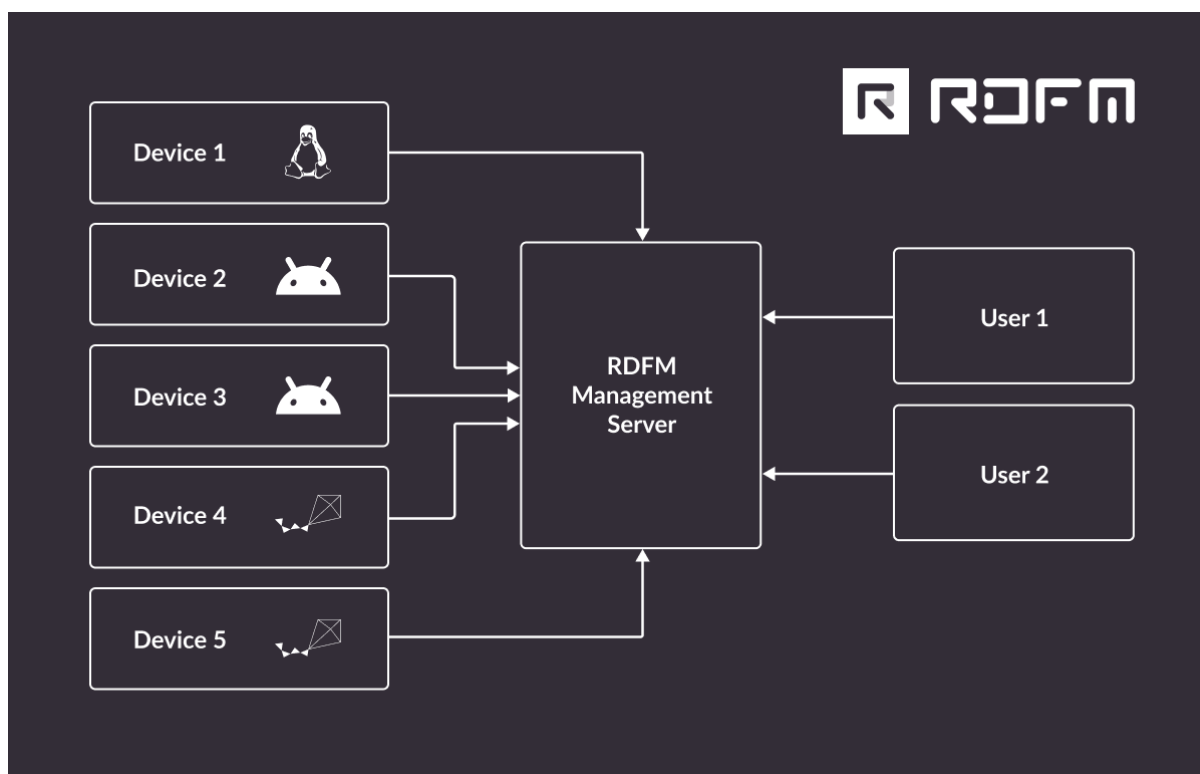 RDFM
Device 1
Device 2
Device 3
Device 4
Device 5
RDFM
Management
Server
User 1
User 2